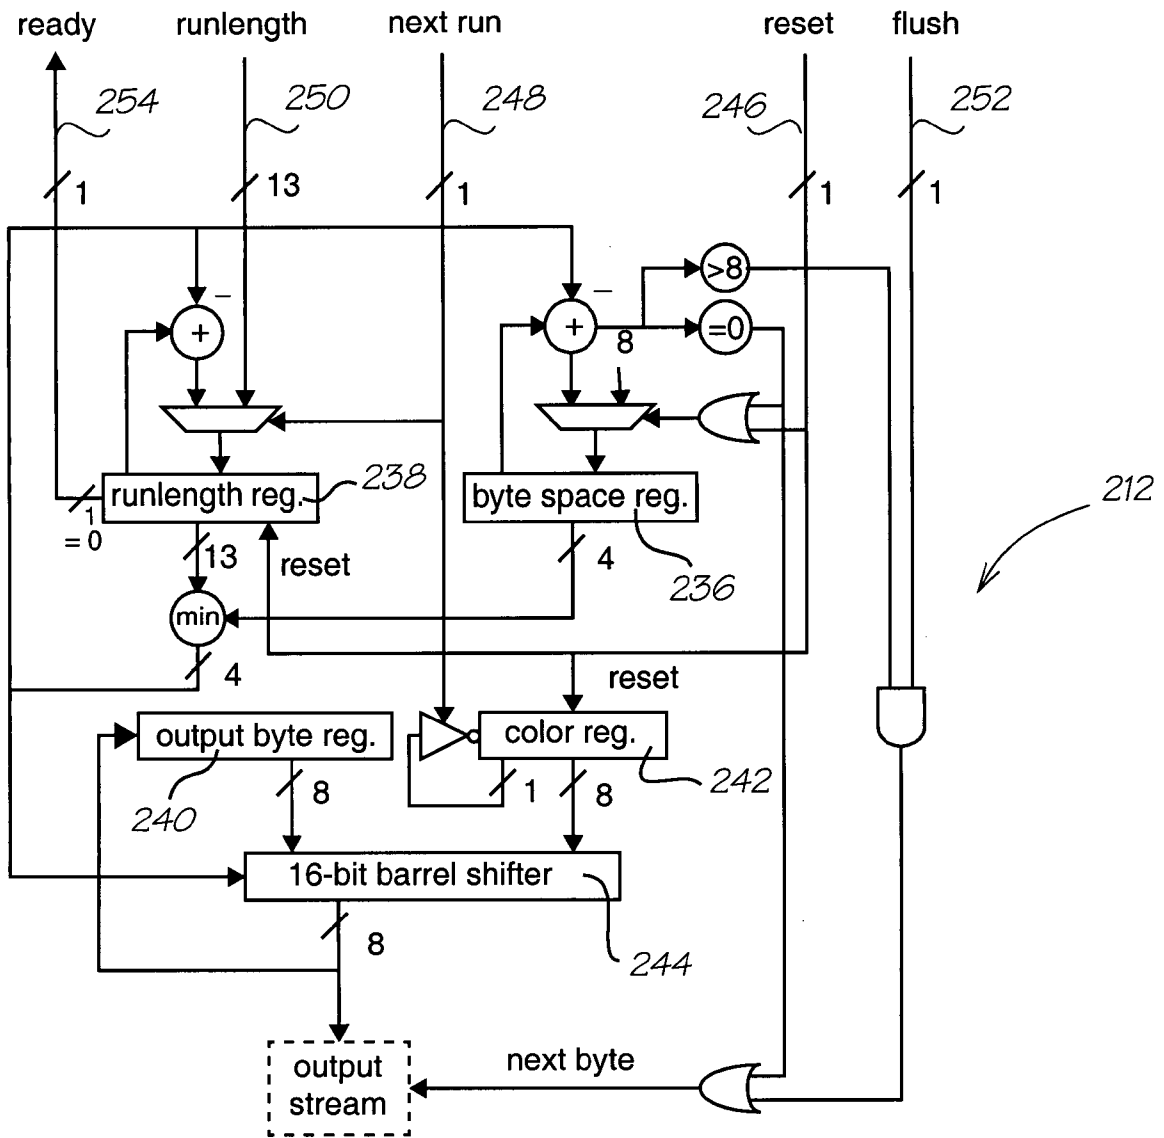 ready
runlength
next run
reset
flush
254
250
248
246
252
1
13
1
1
1
−
−
>8
+
+
=0
8
runlength reg.
238
byte space reg.
212
1
= 0
13
reset
4
236
min
4
reset
output byte reg.
color reg.
240
8
1
8
242
16-bit barrel shifter
8
244
output
stream
next byte